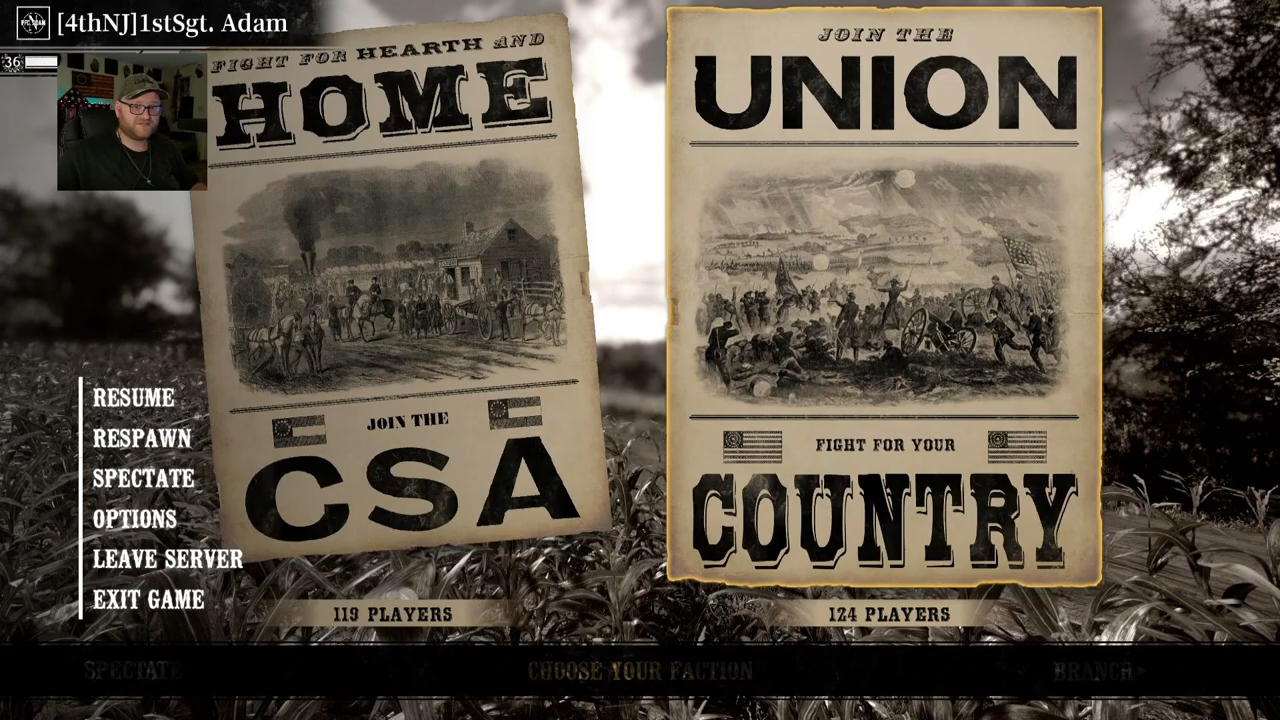 [4thNJ]1stSgt. Adam
36
FIGHT FOR HEARTH AND
HOME
JOIN THE
CSA
119 PLAYERS
JOIN THE
UNION
FIGHT FOR YOUR
COUNTRY
124 PLAYERS
RESUME
RESPAWN
SPECTATE
OPTIONS
LEAVE SERVER
EXIT GAME
SPECTATE
CHOOSE YOUR FACTION
BRANCH